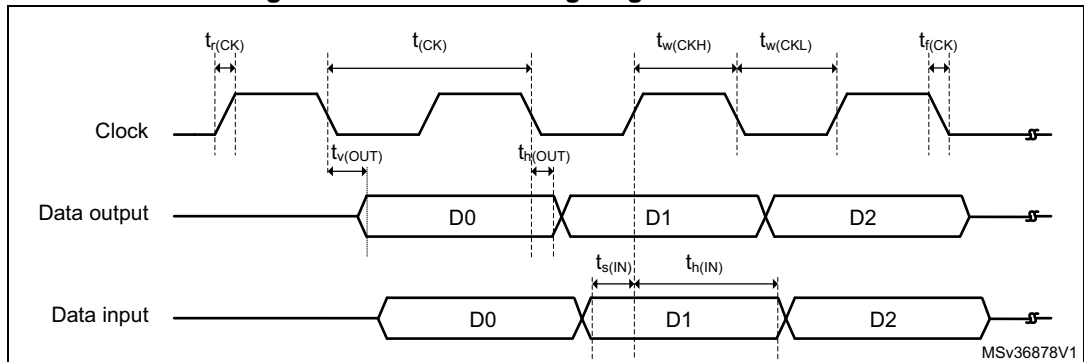 t_r(CK) t_(CK) t_w(CKH) t_w(CKL) t_f(CK)
Clock
t_v(OUT) t_h(OUT)
Data output D0 D1 D2
t_s(IN) t_h(IN)
Data input D0 D1 D2
MSv36878V1